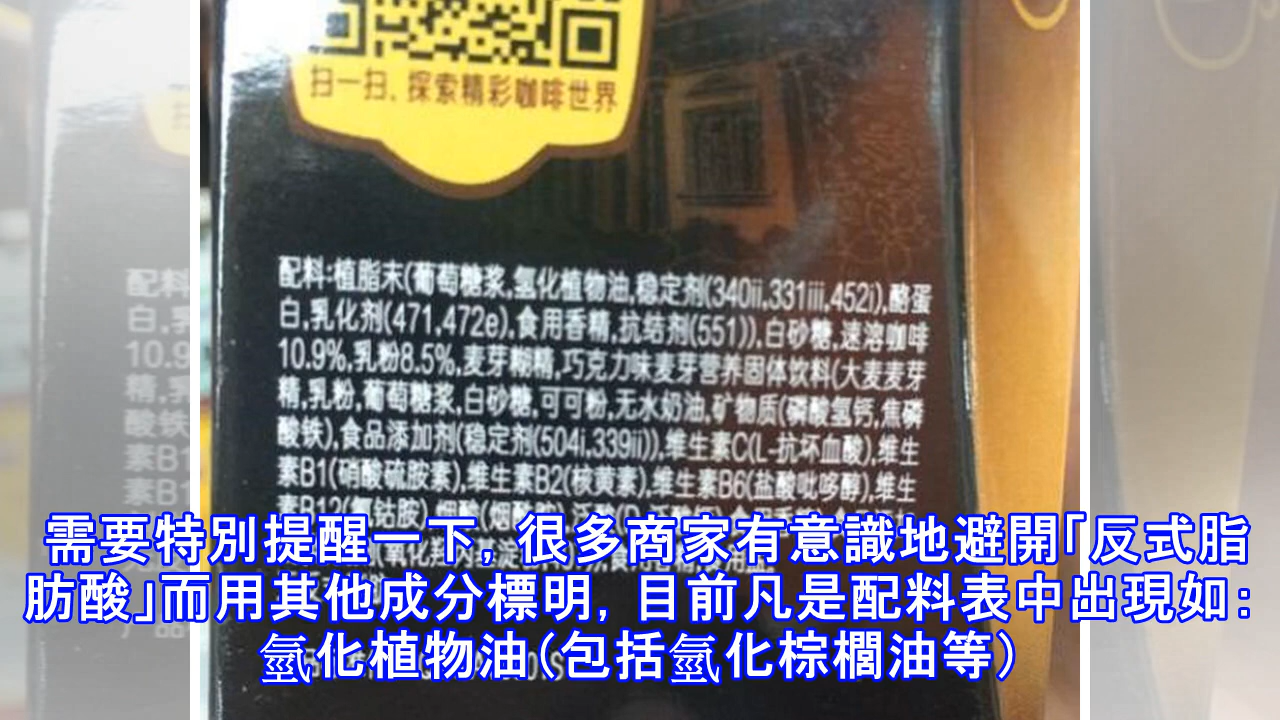 扫一扫、探索精彩咖啡世界
配料:植脂末(葡萄糖浆,氢化植物油,稳定剂(340ii,331iii,452i),酪蛋
白,乳化剂(471,472e),食用香精,抗结剂(551)),白砂糖,速溶咖啡
10.9%,乳粉8.5%,麦芽糊精,巧克力味麦芽营养固体饮料(大麦麦芽
精,乳粉,葡萄糖浆,白砂糖,可可粉,无水奶油,矿物质(磷酸氢钙,焦磷
酸铁),食品添加剂(稳定剂(504i,339ii)),维生素C(L-抗坏血酸),维生
素B1(硝酸硫胺素),维生素B2(核黄素),维生素B6(盐酸吡哆醇),维生
素B12(氰钴胺),烟酸
需要特別提醒一下，很多商家有意識地避開「反式脂
肪酸」而用其他成分標明，目前凡是配料表中出現如：
氫化植物油（包括氫化棕櫚油等）